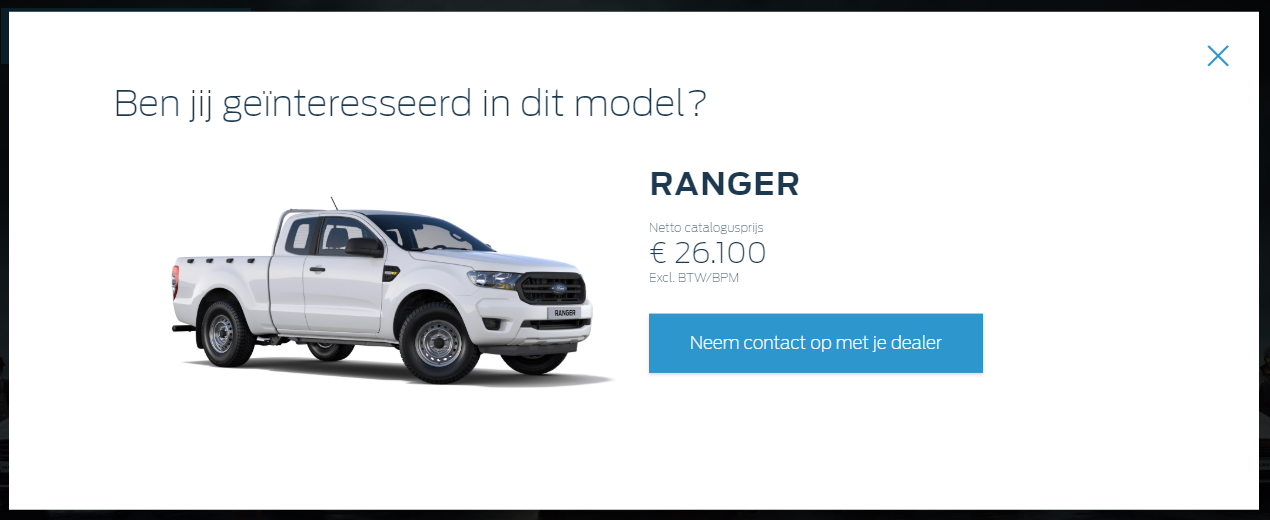 Ben jij geïnteresseerd in dit model?
RANGER
Netto catalogusprijs
€ 26.100
Excl. BTW/BPM
Neem contact op met je dealer
Ford
RANGER